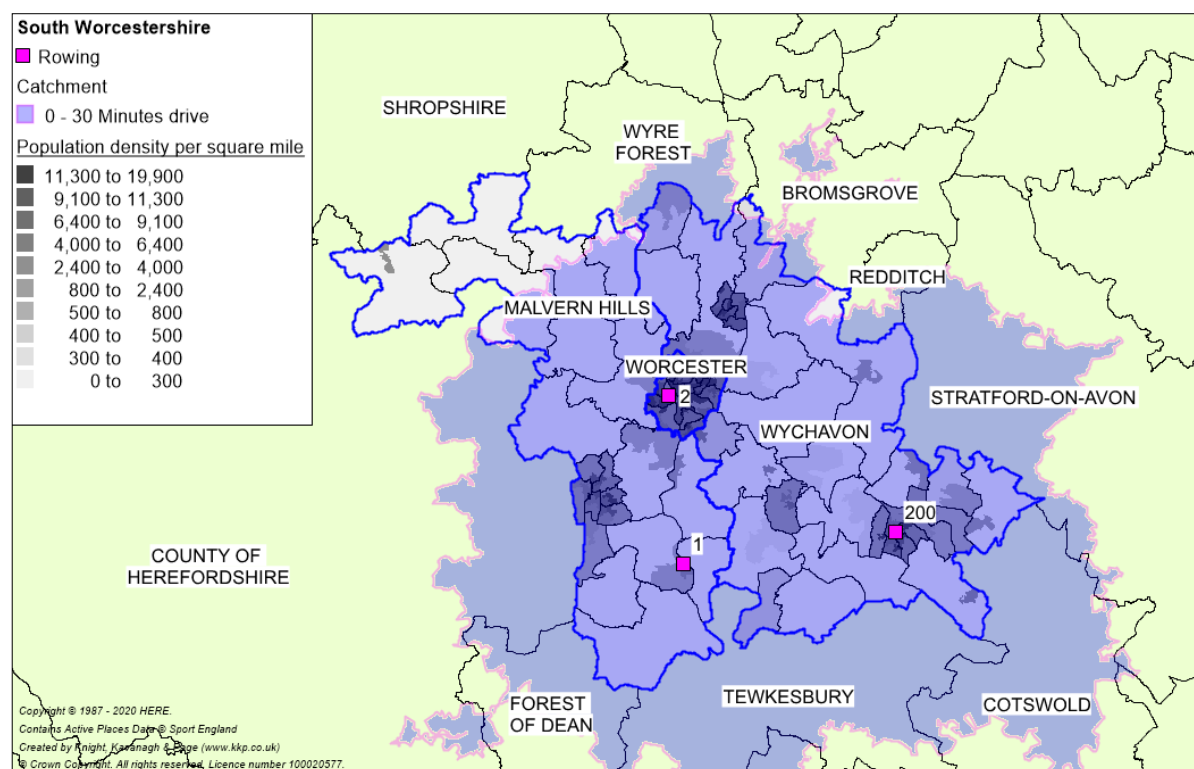 South Worcestershire
Rowing
Catchment
0 - 30 Minutes drive
Population density per square mile
11,300 to 19,900
9,100 to 11,300
6,400 to 9,100
4,000 to 6,400
2,400 to 4,000
800 to 2,400
500 to 800
400 to 500
300 to 400
0 to 300
SHROPSHIRE
WYRE
FOREST
BROMSGROVE
REDDITCH
MALVERN HILLS
WORCESTER
STRATFORD-ON-AVON
2
WYCHAVON
200
1
COUNTY OF
HEREFORDSHIRE
FOREST
OF DEAN
TEWKESBURY
COTSWOLD
Copyright © 1987 - 2020 HERE.
Contains Active Places Data © Sport England
Created by Knight, Kavanagh & Page (www.kkp.co.uk)
© Crown Copyright. All rights reserved. Licence number 100020577.